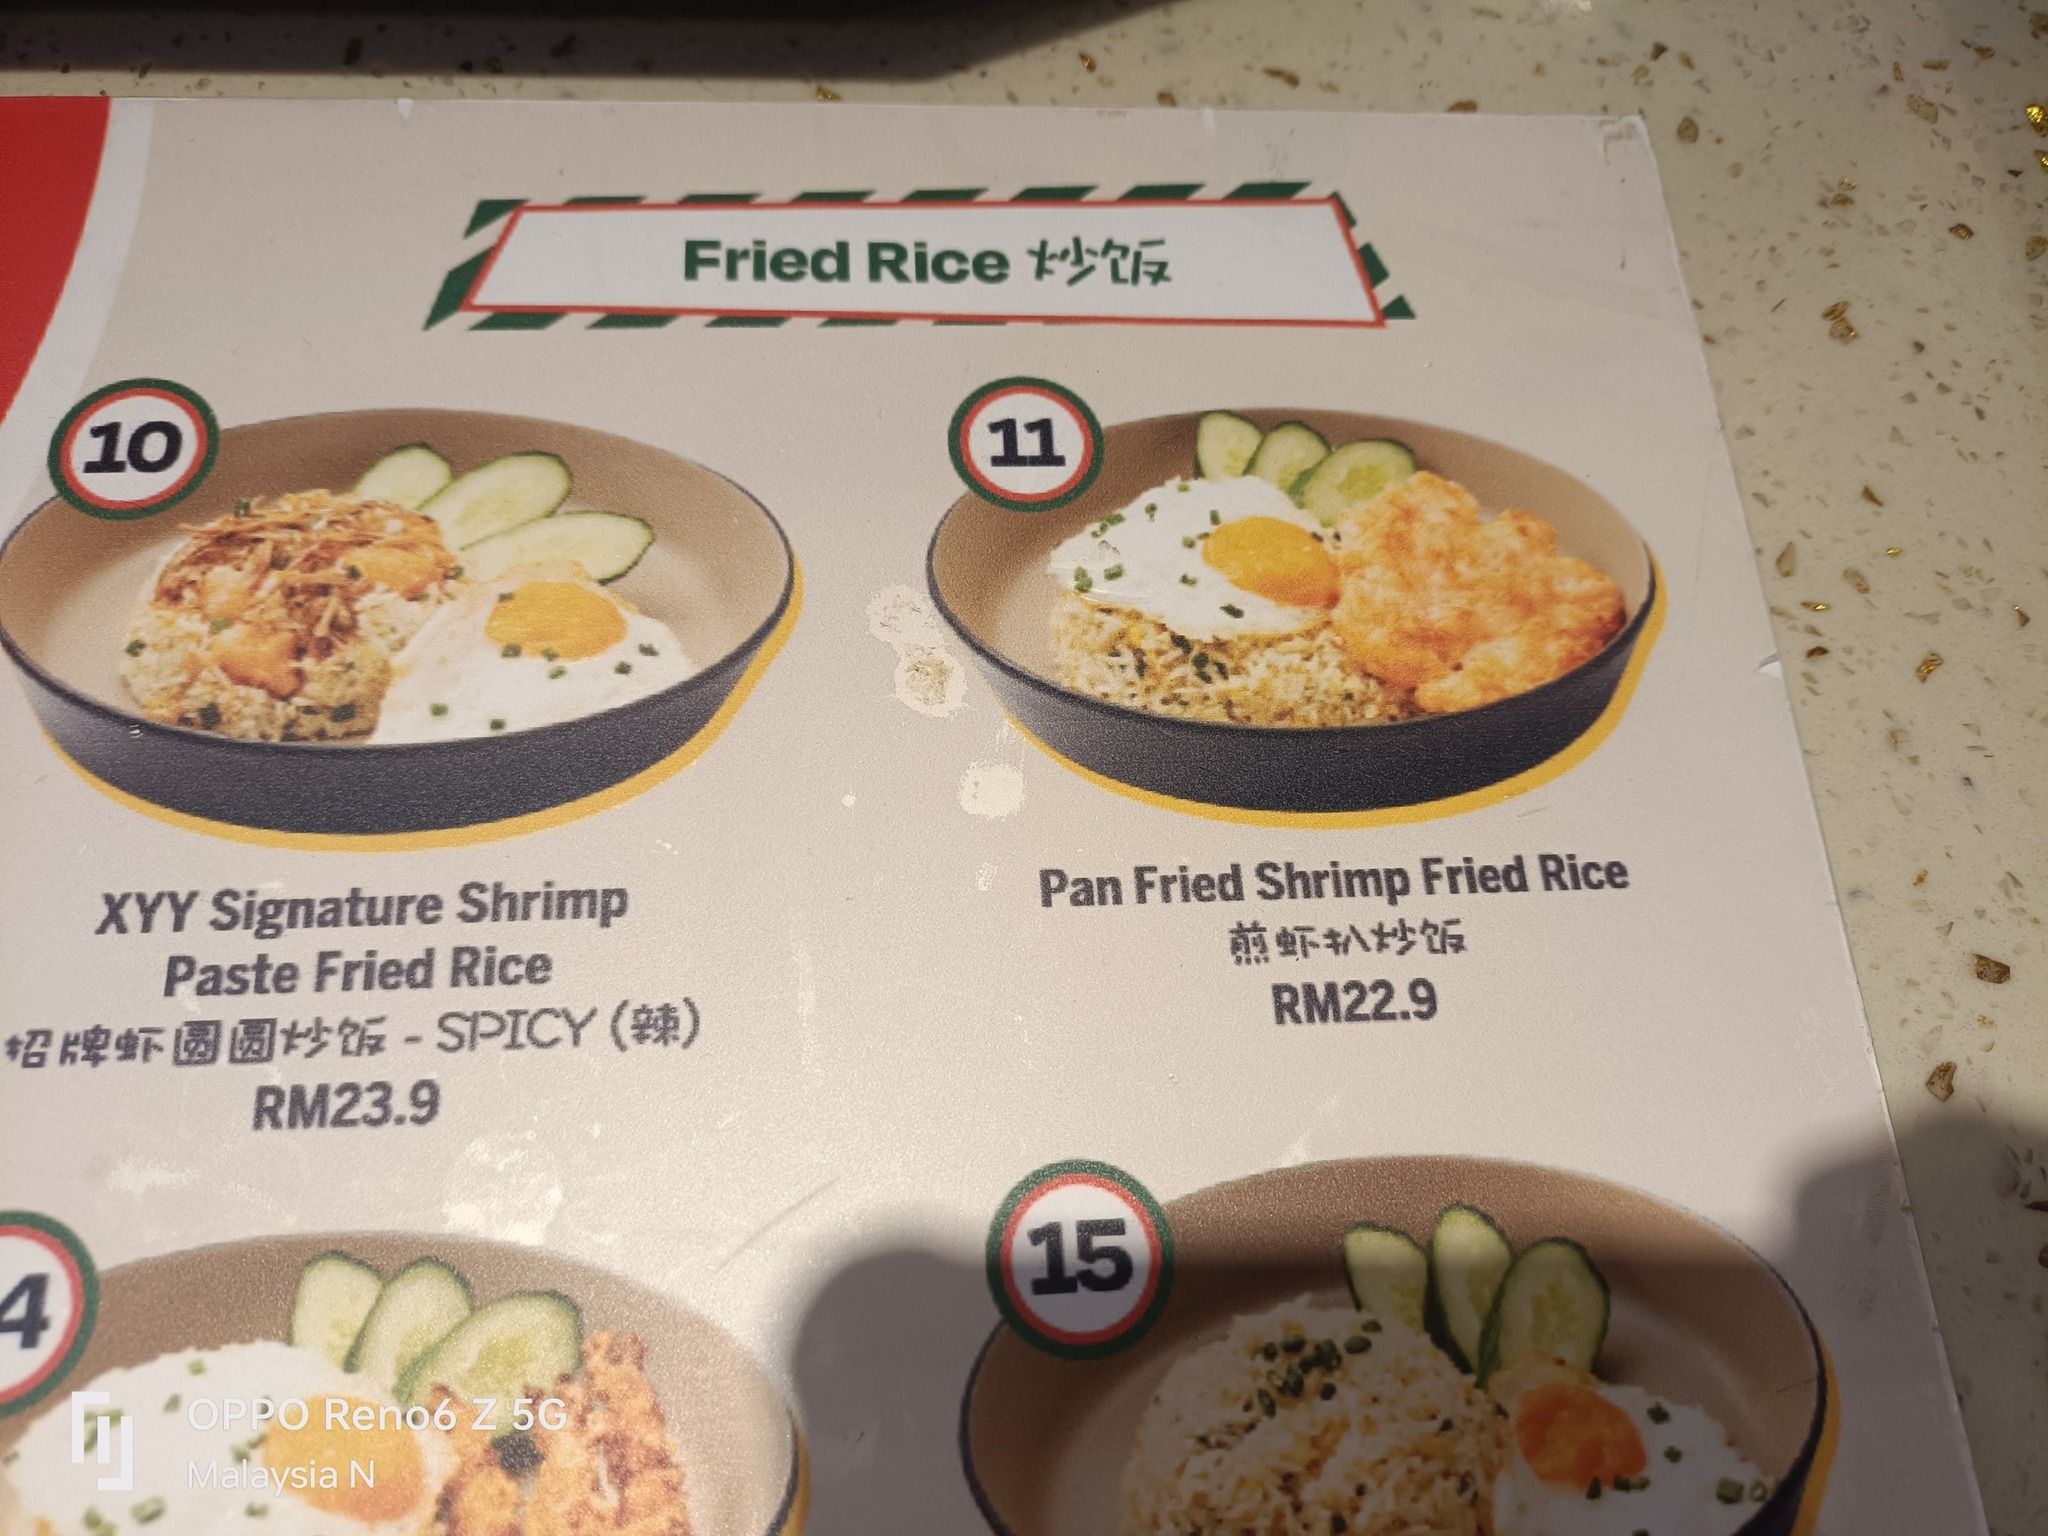 Fried Rice 炒饭
10
11
XYY Signature Shrimp
Paste Fried Rice
招牌虾圆圆炒饭 - SPICY (辣)
RM23.9
Pan Fried Shrimp Fried Rice
煎虾扒炒饭
RM22.9
4
15
OPPO Reno6 Z 5G
Malaysia N